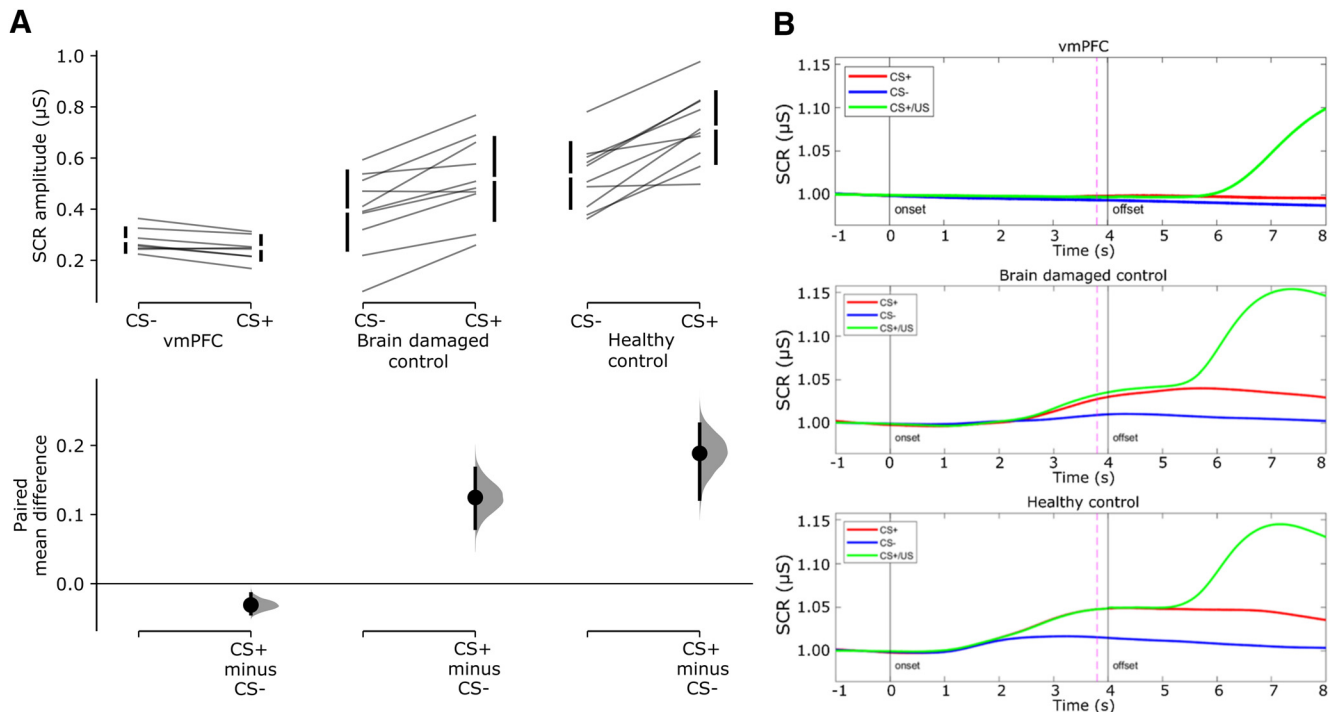 A
1.0
0.8
0.6
0.4
0.2
SCR amplitude (µS)
CS- CS+ CS- CS+ CS- CS+
vmPFC Brain damaged Healthy
control control
0.2
0.1
0.0
Paired
mean difference
CS+ CS+ CS+
minus minus minus
CS- CS- CS-
B
vmPFC
1.15
1.10
1.05
1.00
SCR (µS)
CS+
CS-
CS+/US
onset offset
-1 0 1 2 3 4 5 6 7 8
Time (s)
Brain damaged control
1.15
1.10
1.05
1.00
SCR (µS)
CS+
CS-
CS+/US
onset offset
-1 0 1 2 3 4 5 6 7 8
Time (s)
Healthy control
1.15
1.10
1.05
1.00
SCR (µS)
CS+
CS-
CS+/US
onset offset
-1 0 1 2 3 4 5 6 7 8
Time (s)